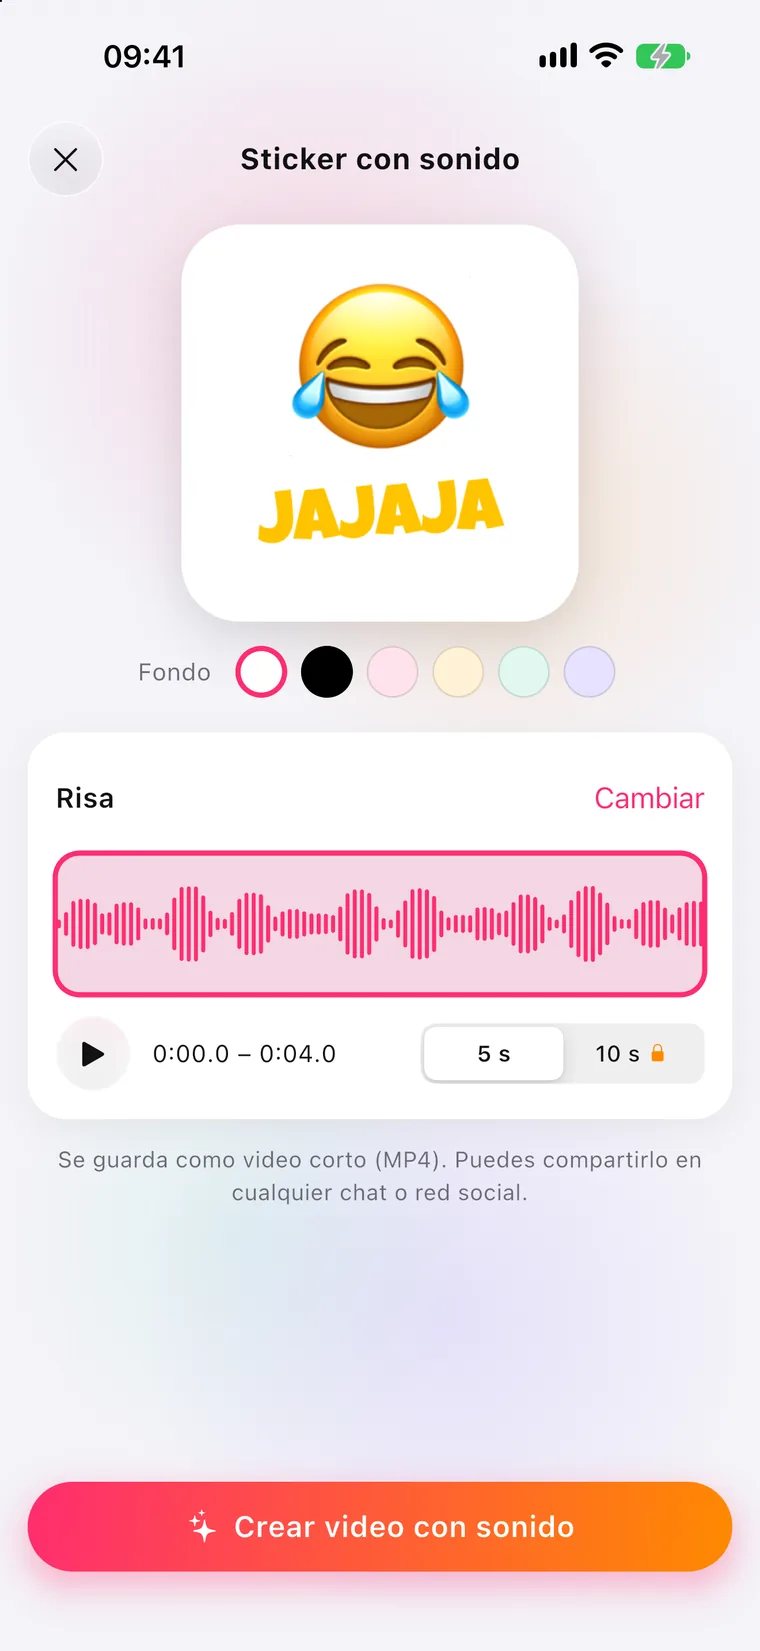 09:41
Sticker con sonido
JAJAJA
Fondo
Risa
Cambiar
0:00.0 – 0:04.0
5 s
10 s
Se guarda como video corto (MP4). Puedes compartirlo en
cualquier chat o red social.
Crear video con sonido